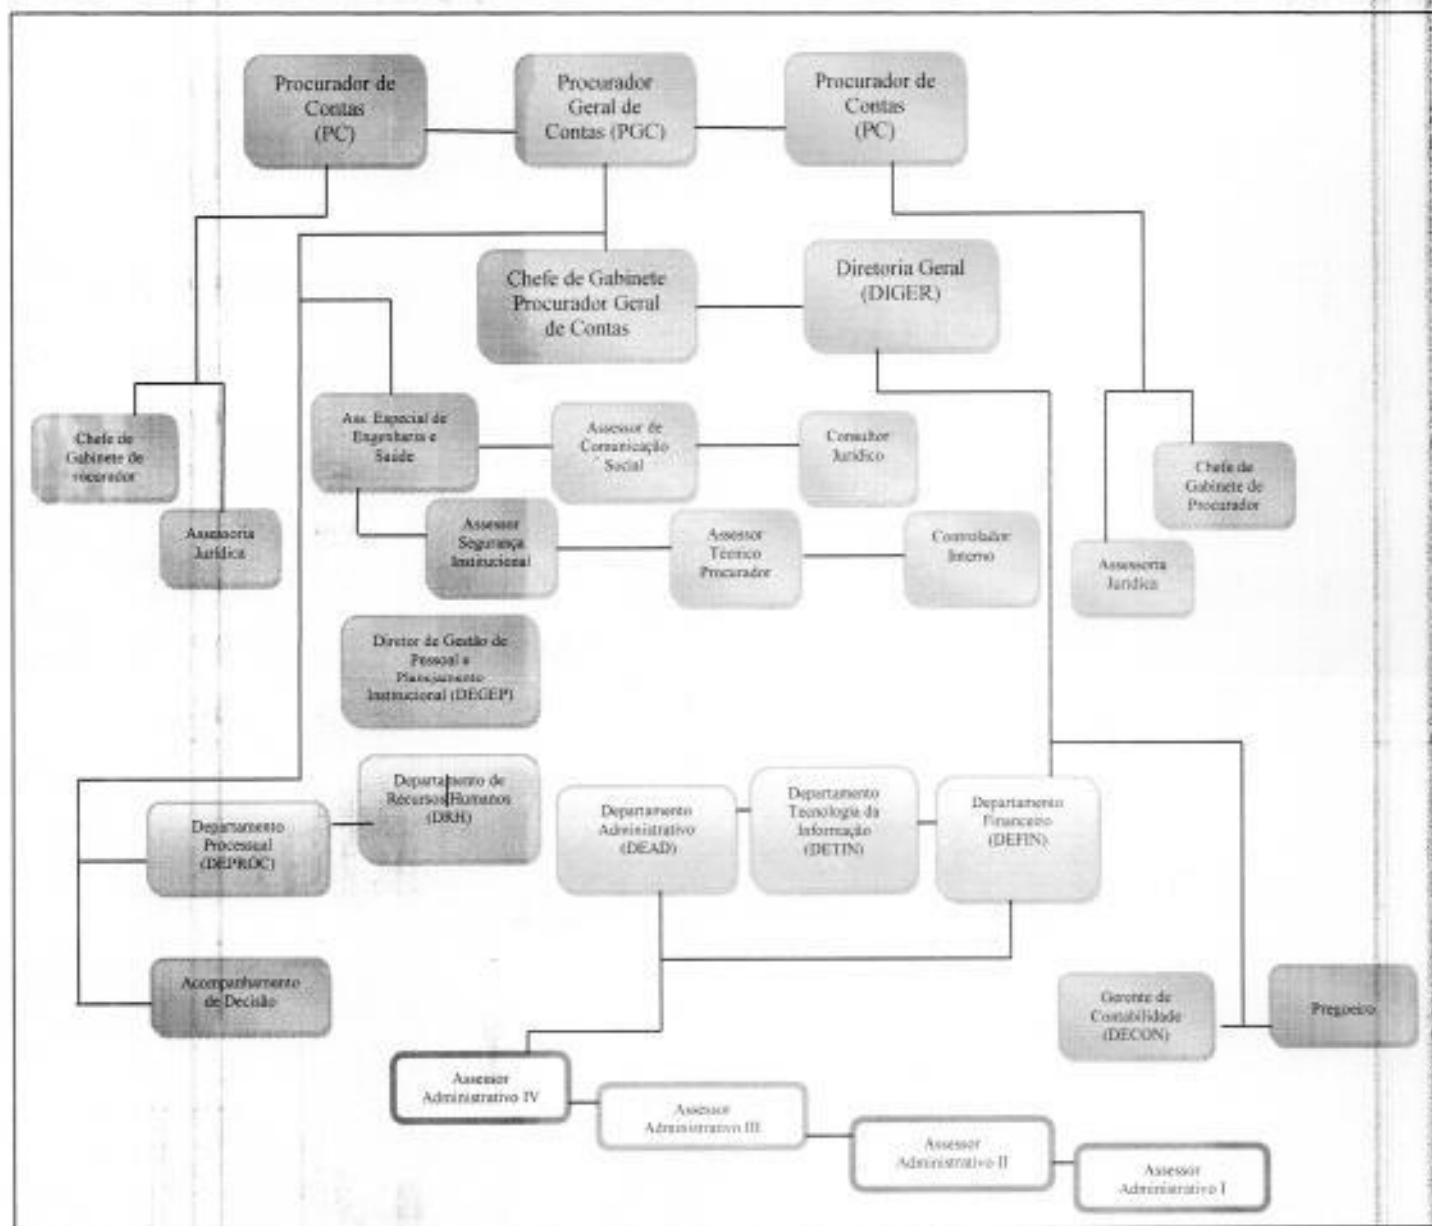 Procurador de
Contas
(PC)
Procurador
Geral de
Contas (PGC)
Procurador de
Contas
(PC)
Chefe de Gabinete
Procurador Geral
de Contas
Diretoria Geral
(DIGER)
Chefe de
Gabinete de
rocurador
Assessoria
Jurídica
Ass. Especial de
Engenharia e
Saúde
Assessor de
Comunicação
Social
Consultor
Jurídico
Chefe de
Gabinete de
Procurador
Assessor
Segurança
Institucional
Assessor
Técnico
Procurador
Controlador
Interno
Assessoria
Jurídica
Diretor de Gestão de
Pessoal e
Planejamento
Institucional (DEGEP)
Departamento de
Recursos Humanos
(DRH)
Departamento
Processual
(DEPROC)
Departamento
Administrativo
(DEAD)
Departamento
Tecnologia da
Informação
(DETIN)
Departamento
Financeiro
(DEFIN)
Acompanhamento
de Decisão
Gerente de
Contabilidade
(DECON)
Pregoeiro
Assessor
Administrativo IV
Assessor
Administrativo III
Assessor
Administrativo II
Assessor
Administrativo I